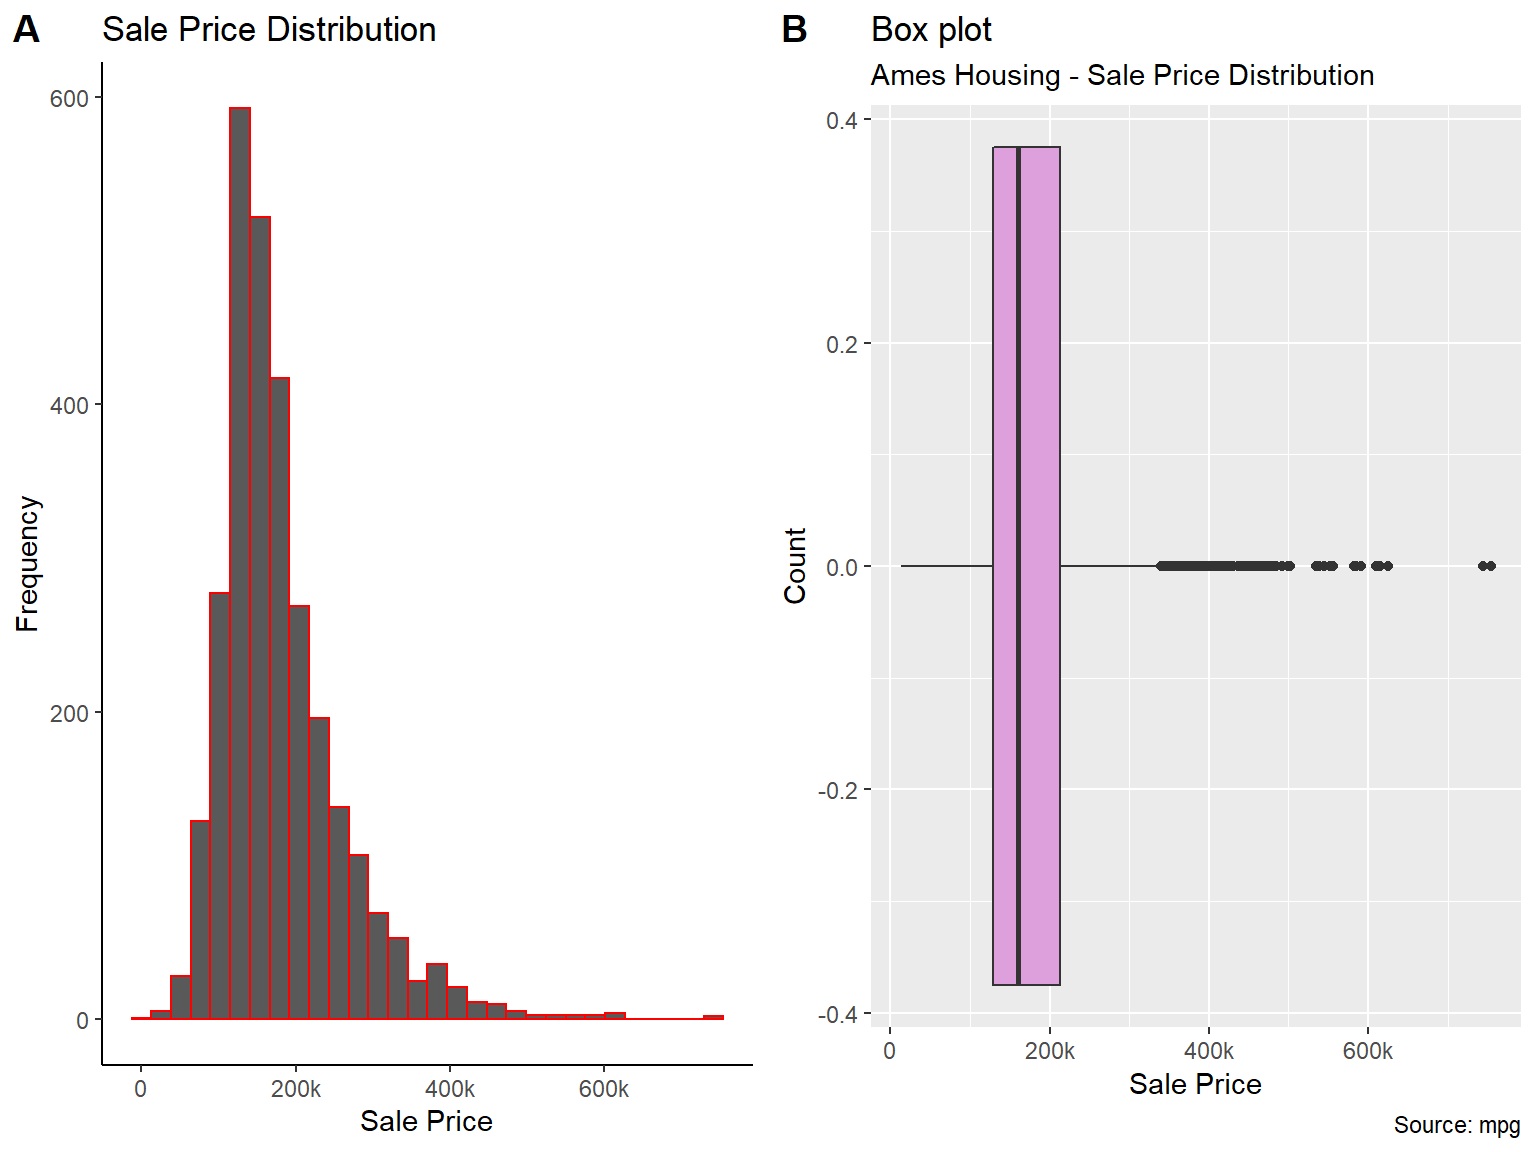 A
Sale Price Distribution
600
400
200
0
Frequency
0
200k
400k
600k
Sale Price
B
Box plot
Ames Housing - Sale Price Distribution
0.4
0.2
0.0
-0.2
-0.4
Count
0
200k
400k
600k
Sale Price
Source: mpg